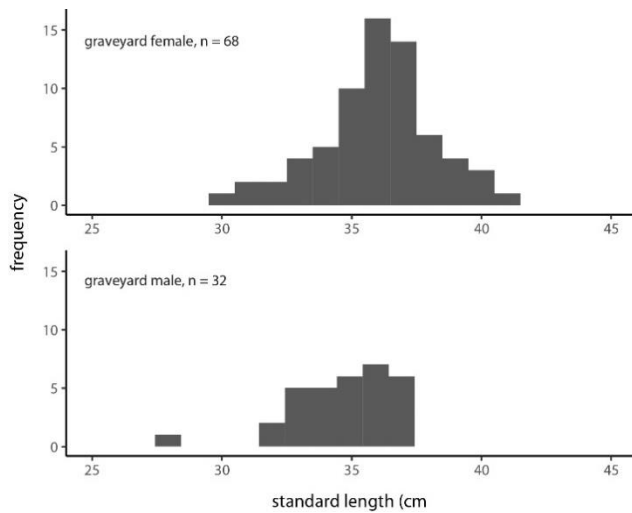 15
graveyard female, n = 68
10
5
0
25 30 35 40 45
frequency
15
graveyard male, n = 32
10
5
0
25 30 35 40 45
standard length (cm